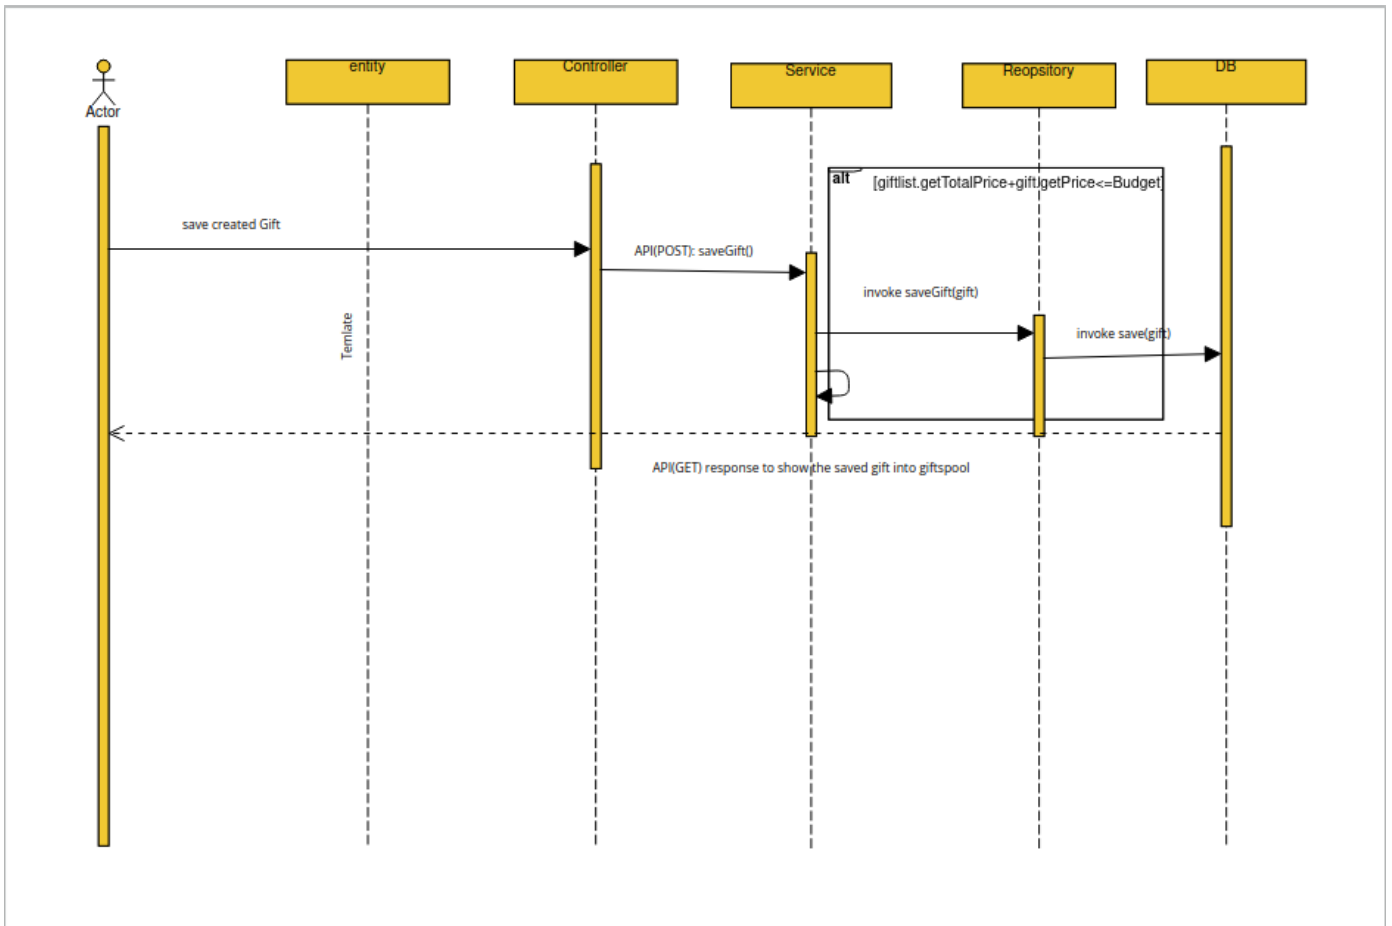 Actor
entity
Controller
Service
Reopsitory
DB
alt
[giftlist.getTotalPrice+gift.getPrice<=Budget]
save created Gift
API(POST): saveGift()
invoke saveGift(gift)
invoke save(gift)
Temlate
API(GET) response to show the saved gift into giftspool